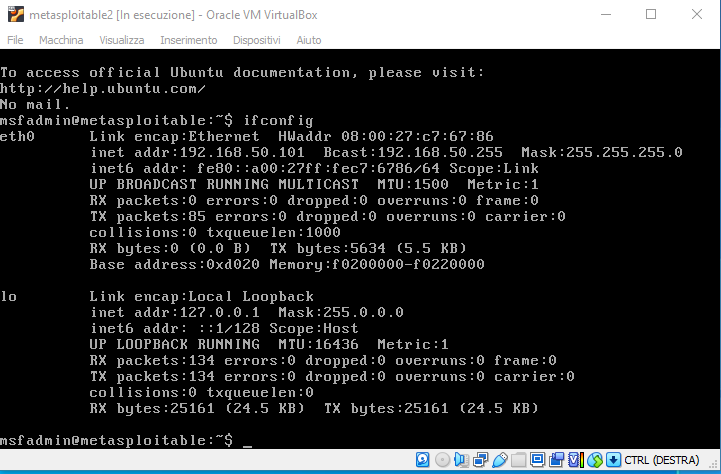 metasploitable2 [In esecuzione] - Oracle VM VirtualBox
File Macchina Visualizza Inserimento Dispositivi Aiuto
To access official Ubuntu documentation, please visit:
http://help.ubuntu.com/
No mail.
msfadmin@metasploitable:~$ ifconfig
eth0 Link encap:Ethernet HWaddr 08:00:27:c7:67:86
inet addr:192.168.50.101 Bcast:192.168.50.255 Mask:255.255.255.0
inet6 addr: fe80::a00:27ff:fec7:6786/64 Scope:Link
UP BROADCAST RUNNING MULTICAST MTU:1500 Metric:1
RX packets:0 errors:0 dropped:0 overruns:0 frame:0
TX packets:85 errors:0 dropped:0 overruns:0 carrier:0
collisions:0 txqueuelen:1000
RX bytes:0 (0.0 B) TX bytes:5634 (5.5 KB)
Base address:0xd020 Memory:f0200000-f0220000
lo Link encap:Local Loopback
inet addr:127.0.0.1 Mask:255.0.0.0
inet6 addr: ::1/128 Scope:Host
UP LOOPBACK RUNNING MTU:16436 Metric:1
RX packets:134 errors:0 dropped:0 overruns:0 frame:0
TX packets:134 errors:0 dropped:0 overruns:0 carrier:0
collisions:0 txqueuelen:0
RX bytes:25161 (24.5 KB) TX bytes:25161 (24.5 KB)
msfadmin@metasploitable:~$ _
CTRL (DESTRA)